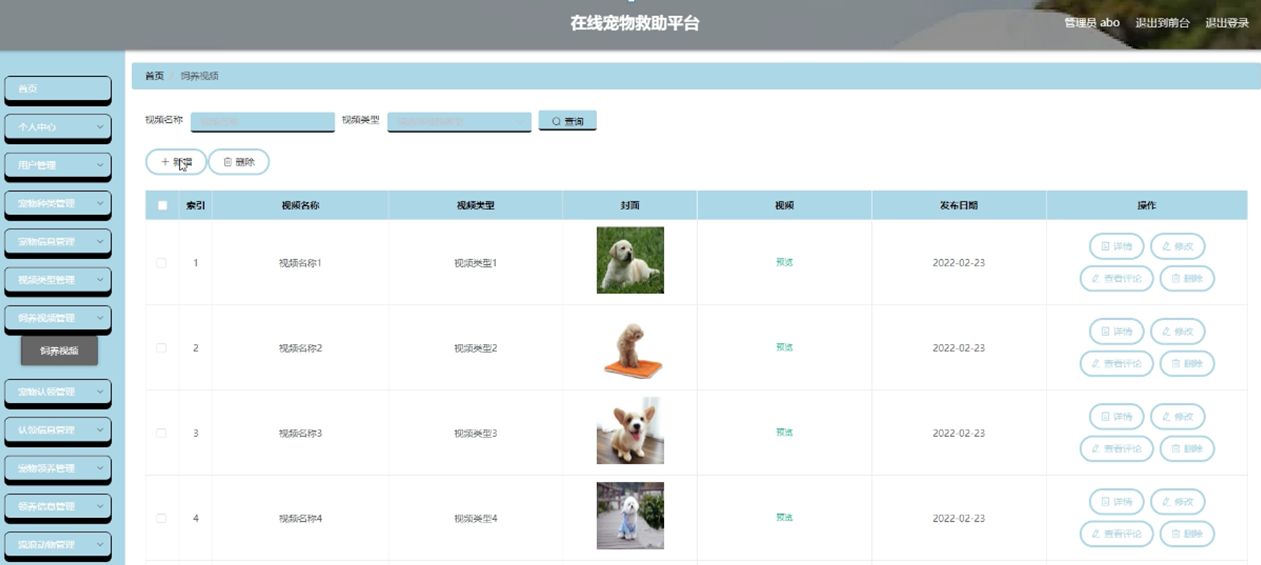 在线宠物救助平台
管理员 abo 退出到前台 退出登录
首页
个人中心
用户管理
宠物种类管理
宠物信息管理
视频类型管理
饲养视频管理
饲养视频
宠物认领管理
认领信息管理
宠物领养管理
领养信息管理
流浪动物管理
首页 / 饲养视频
视频名称 视频名称 视频类型 查询
新增 删除
索引 视频名称 视频类型 封面 视频 发布日期 操作
1 视频名称1 视频类型1 预览 2022-02-23 详情 修改
查看评论 删除
2 视频名称2 视频类型2 预览 2022-02-23 详情 修改
查看评论 删除
3 视频名称3 视频类型3 预览 2022-02-23 详情 修改
查看评论 删除
4 视频名称4 视频类型4 预览 2022-02-23 详情 修改
查看评论 删除